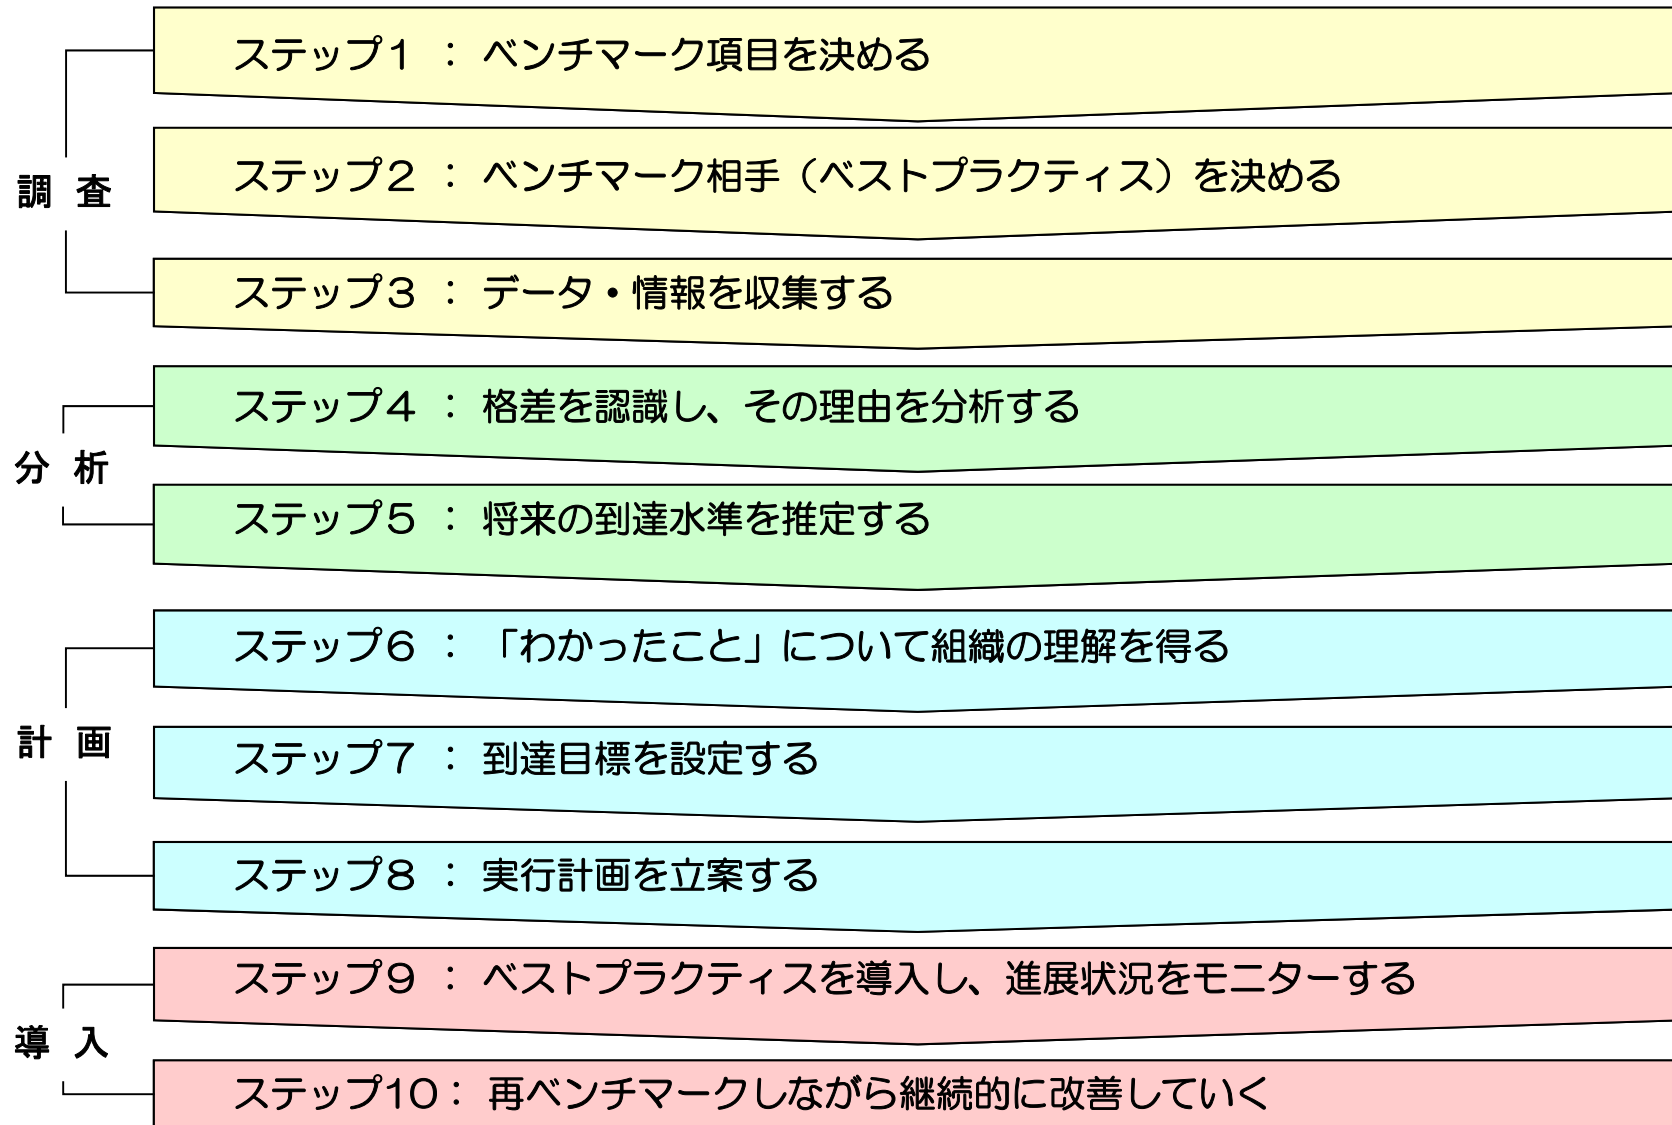 調 査
ステップ1 : ベンチマーク項目を決める
ステップ2 : ベンチマーク相手(ベストプラクティス)を決める
ステップ3 : データ・情報を収集する
分 析
ステップ4 : 格差を認識し、その理由を分析する
ステップ5 : 将来の到達水準を推定する
計 画
ステップ6 : 「わかったこと」について組織の理解を得る
ステップ7 : 到達目標を設定する
ステップ8 : 実行計画を立案する
導 入
ステップ9 : ベストプラクティスを導入し、進展状況をモニターする
ステップ10: 再ベンチマークしながら継続的に改善していく